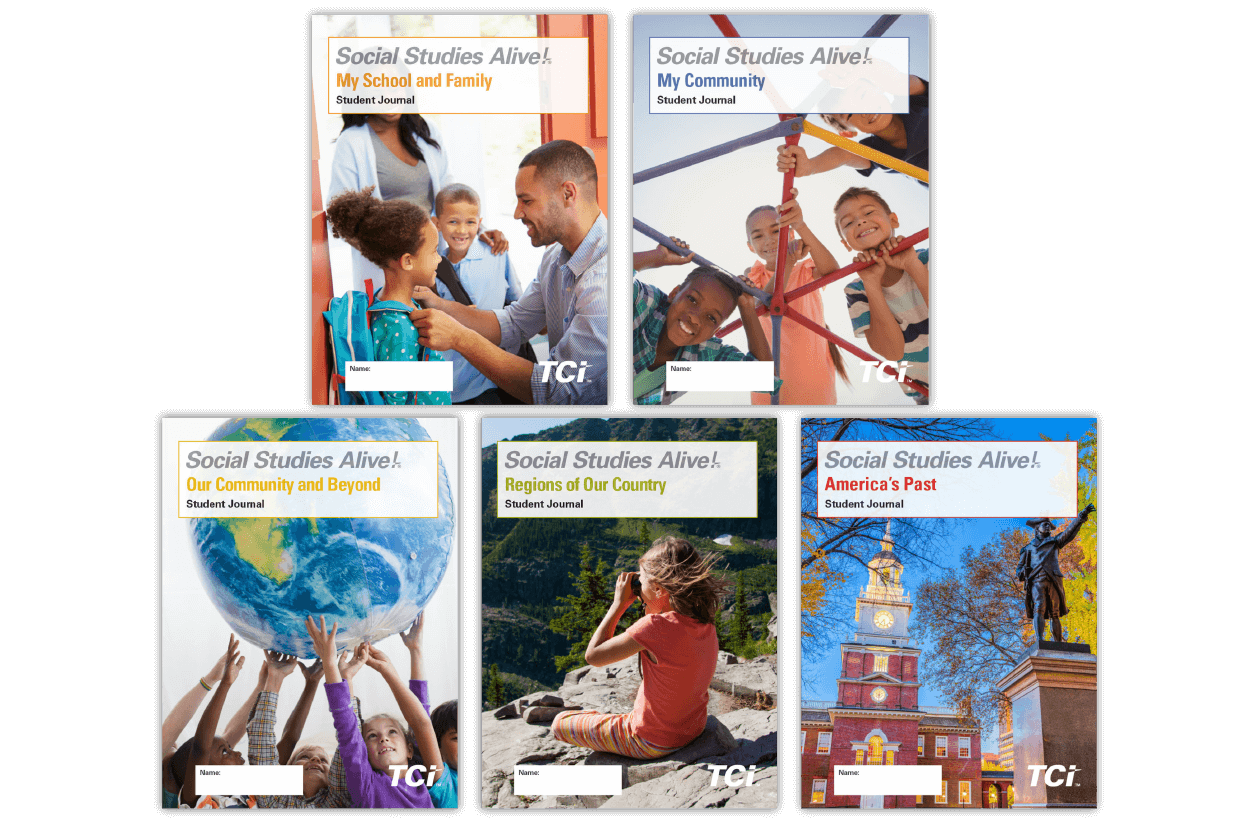 Social Studies Alive!
My School and Family
Student Journal
Name:
TCi
Social Studies Alive!
My Community
Student Journal
Name:
TCi
Social Studies Alive!
Our Community and Beyond
Student Journal
Name:
TCi
Social Studies Alive!
Regions of Our Country
Student Journal
Name:
TCi
Social Studies Alive!
America's Past
Student Journal
Name:
TCi